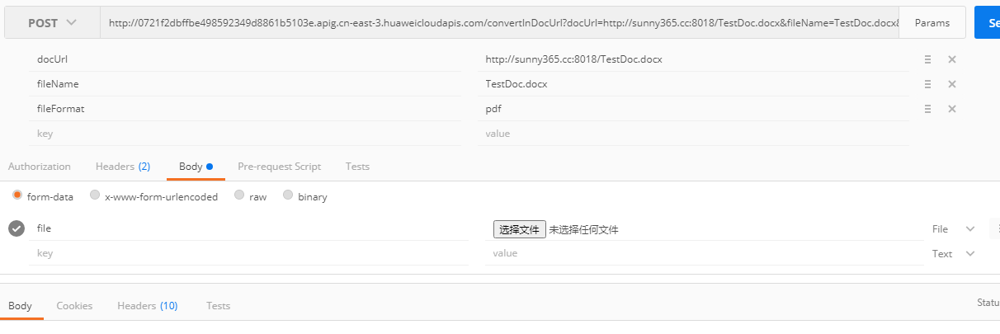 POST http://0721f2dbffbe498592349d8861b5103e.apig.cn-east-3.huaweicloudapis.com/convertInDocUrl?docUrl=http://sunny365.cc:8018/TestDoc.docx&fileName=TestDoc.docx& Params Se
docUrl http://sunny365.cc:8018/TestDoc.docx
fileName TestDoc.docx
fileFormat pdf
key value
Authorization Headers (2) Body Pre-request Script Tests
form-data x-www-form-urlencoded raw binary
file 选择文件 未选择任何文件 File
key value Text
Body Cookies Headers (10) Tests Statu